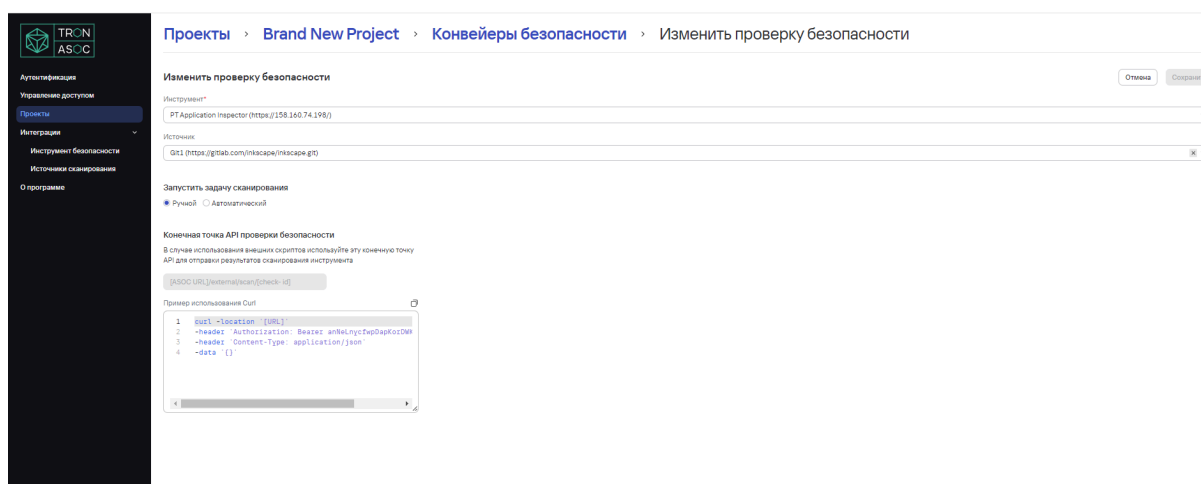 TRON
ASOC
Проекты › Brand New Project › Конвейеры безопасности › Изменить проверку безопасности
Аутентификация
Управление доступом
Проекты
Интеграции
Инструмент безопасности
Источники сканирования
О программе
Изменить проверку безопасности
Отмена
Сохрани
Инструмент*
PT Application Inspector (https://158.160.74.198/)
Источник
Git1 (https://gitlab.com/inkscape/inkscape.git)
Запустить задачу сканирования
Ручной Автоматический
Конечная точка API проверки безопасности
В случае использования внешних скриптов используйте эту конечную точку
API для отправки результатов сканирования инструмента
[ASOC URL]/external/scan/[check- id]
Пример использования Curl
1 curl -location `[URL]`
2 -header `Authorization: Bearer
3 -header `Content-Type: application/json`
4 -data `{}`